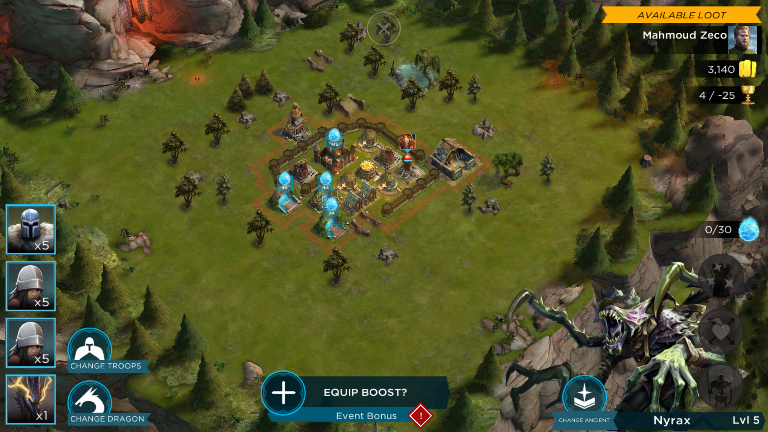 AVAILABLE LOOT
Mahmoud Zeco
3,140
4 / -25
0/30
x5
x5
x5
x1
CHANGE TROOPS
CHANGE DRAGON
EQUIP BOOST?
Event Bonus
!
CHANGE ANCIENT
Nyrax
Lvl 5